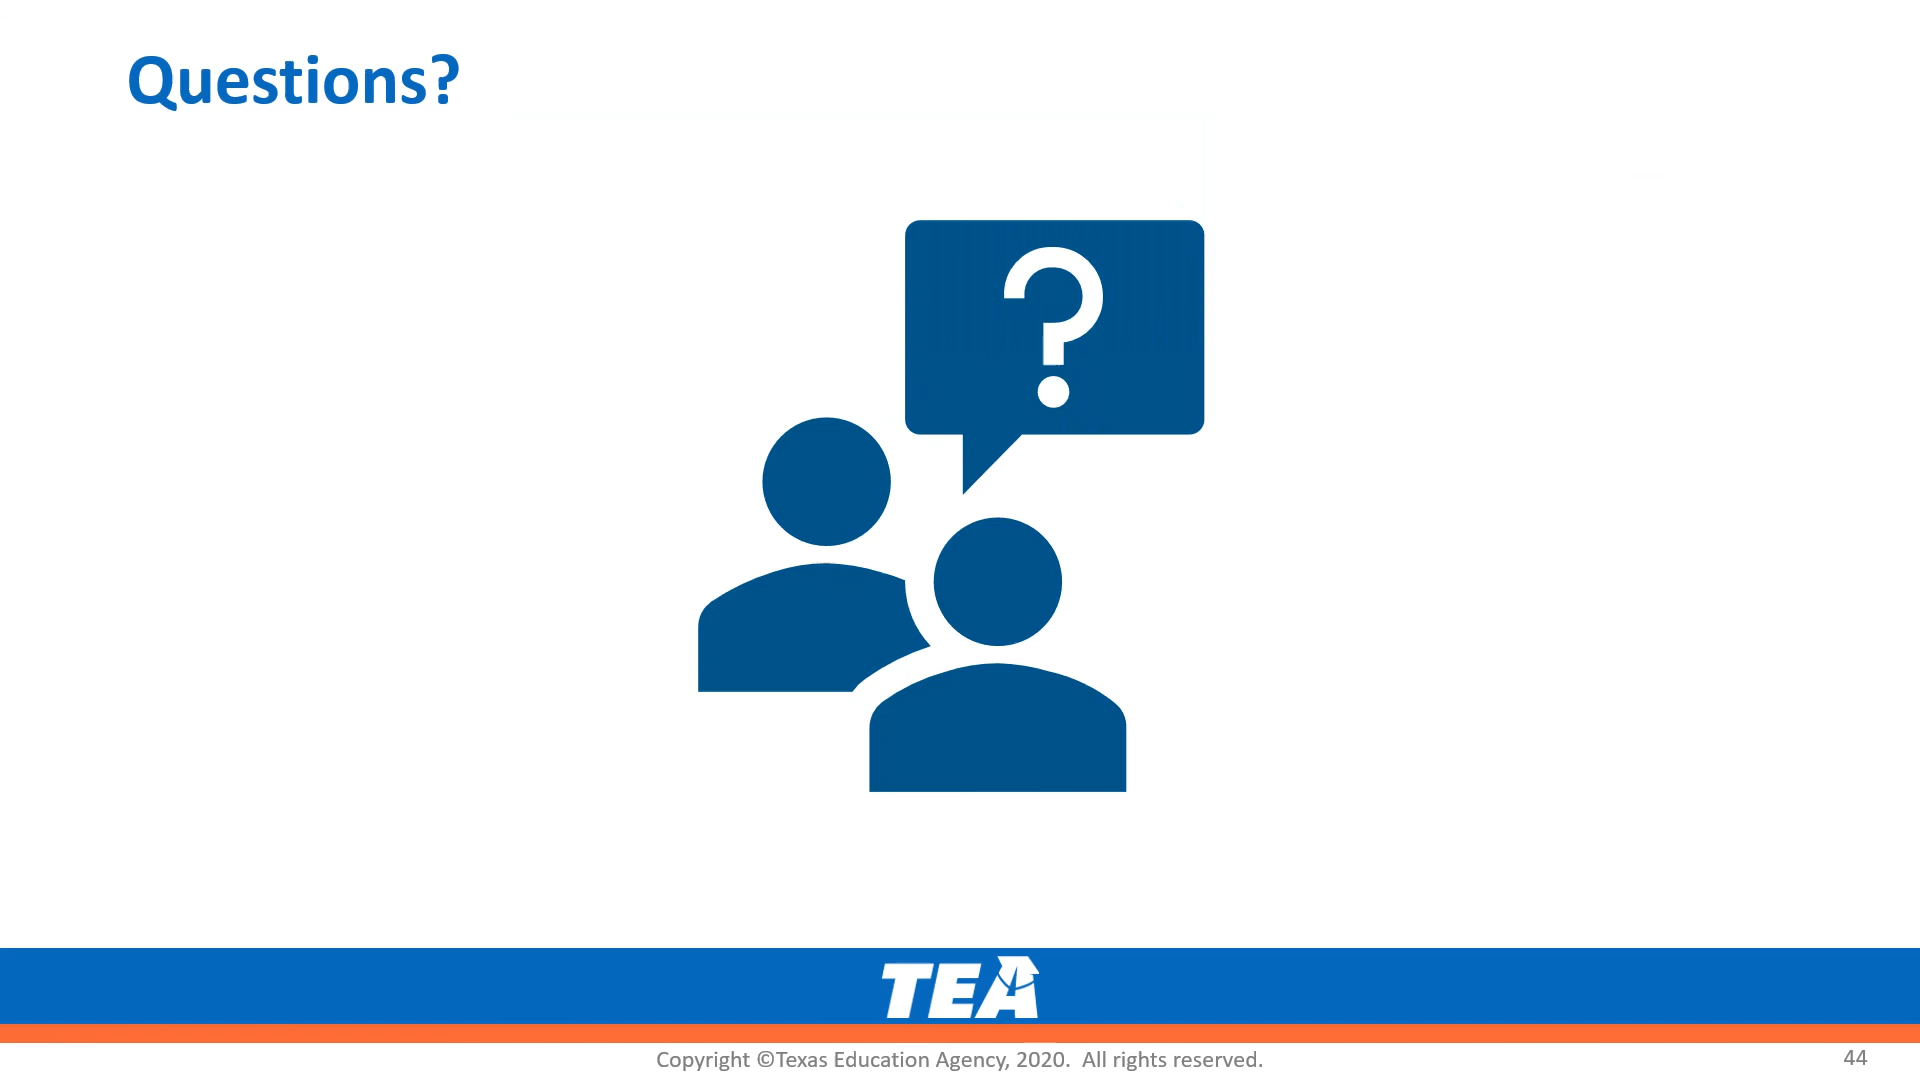 Questions?
?
TEA
Copyright ©Texas Education Agency, 2020.  All rights reserved.
44